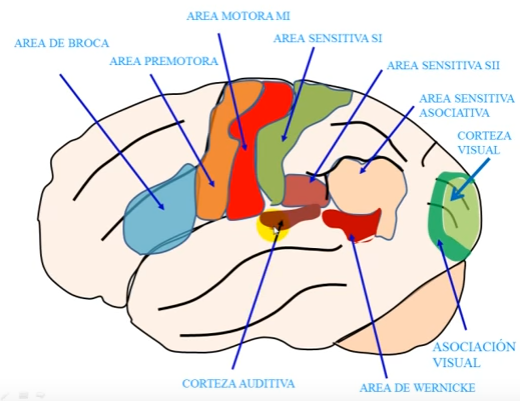 AREA MOTORA MI
AREA DE BROCA
AREA SENSITIVA SI
AREA PREMOTORA
AREA SENSITIVA SII
AREA SENSITIVA
ASOCIATIVA
CORTEZA
VISUAL
ASOCIACIÓN
VISUAL
CORTEZA AUDITIVA
AREA DE WERNICKE